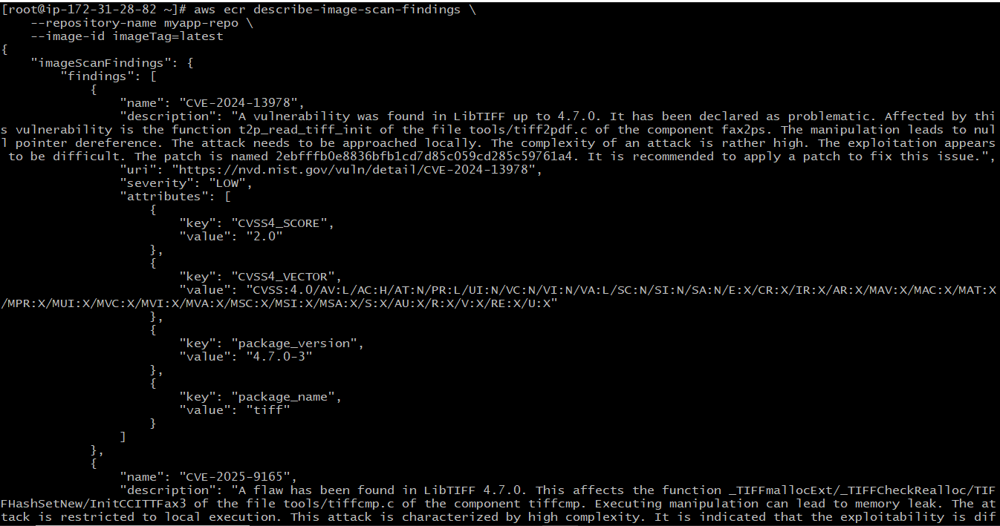 [root@ip-172-31-28-82 ~]# aws ecr describe-image-scan-findings \
    --repository-name myapp-repo \
    --image-id imageTag=latest
{
    "imageScanFindings": {
        "findings": [
            {
                "name": "CVE-2024-13978",
                "description": "A vulnerability was found in LibTIFF up to 4.7.0. It has been declared as problematic. Affected by thi
s vulnerability is the function t2p_read_tiff_init of the file tools/tiff2pdf.c of the component fax2ps. The manipulation leads to nul
l pointer dereference. The attack needs to be approached locally. The complexity of an attack is rather high. The exploitation appears
 to be difficult. The patch is named 2ebfffb0e8836bfb1cd7d85c059cd285c59761a4. It is recommended to apply a patch to fix this issue.",
                "uri": "https://nvd.nist.gov/vuln/detail/CVE-2024-13978",
                "severity": "LOW",
                "attributes": [
                    {
                        "key": "CVSS4_SCORE",
                        "value": "2.0"
                    },
                    {
                        "key": "CVSS4_VECTOR",
                        "value": "CVSS:4.0/AV:L/AC:H/AT:N/PR:L/UI:N/VC:N/VI:N/VA:L/SC:N/SI:N/SA:N/E:X/CR:X/IR:X/AR:X/MAV:X/MAC:X/MAT:X
/MPR:X/MUI:X/MVC:X/MVI:X/MVA:X/MSC:X/MSI:X/MSA:X/S:X/AU:X/R:X/V:X/RE:X/U:X"
                    },
                    {
                        "key": "package_version",
                        "value": "4.7.0-3"
                    },
                    {
                        "key": "package_name",
                        "value": "tiff"
                    }
                ]
            },
            {
                "name": "CVE-2025-9165",
                "description": "A flaw has been found in LibTIFF 4.7.0. This affects the function _TIFFmallocExt/_TIFFCheckRealloc/TIF
FHashSetNew/InitCCITTFax3 of the file tools/tiffcmp.c of the component tiffcmp. Executing manipulation can lead to memory leak. The at
tack is restricted to local execution. This attack is characterized by high complexity. It is indicated that the exploitability is dif